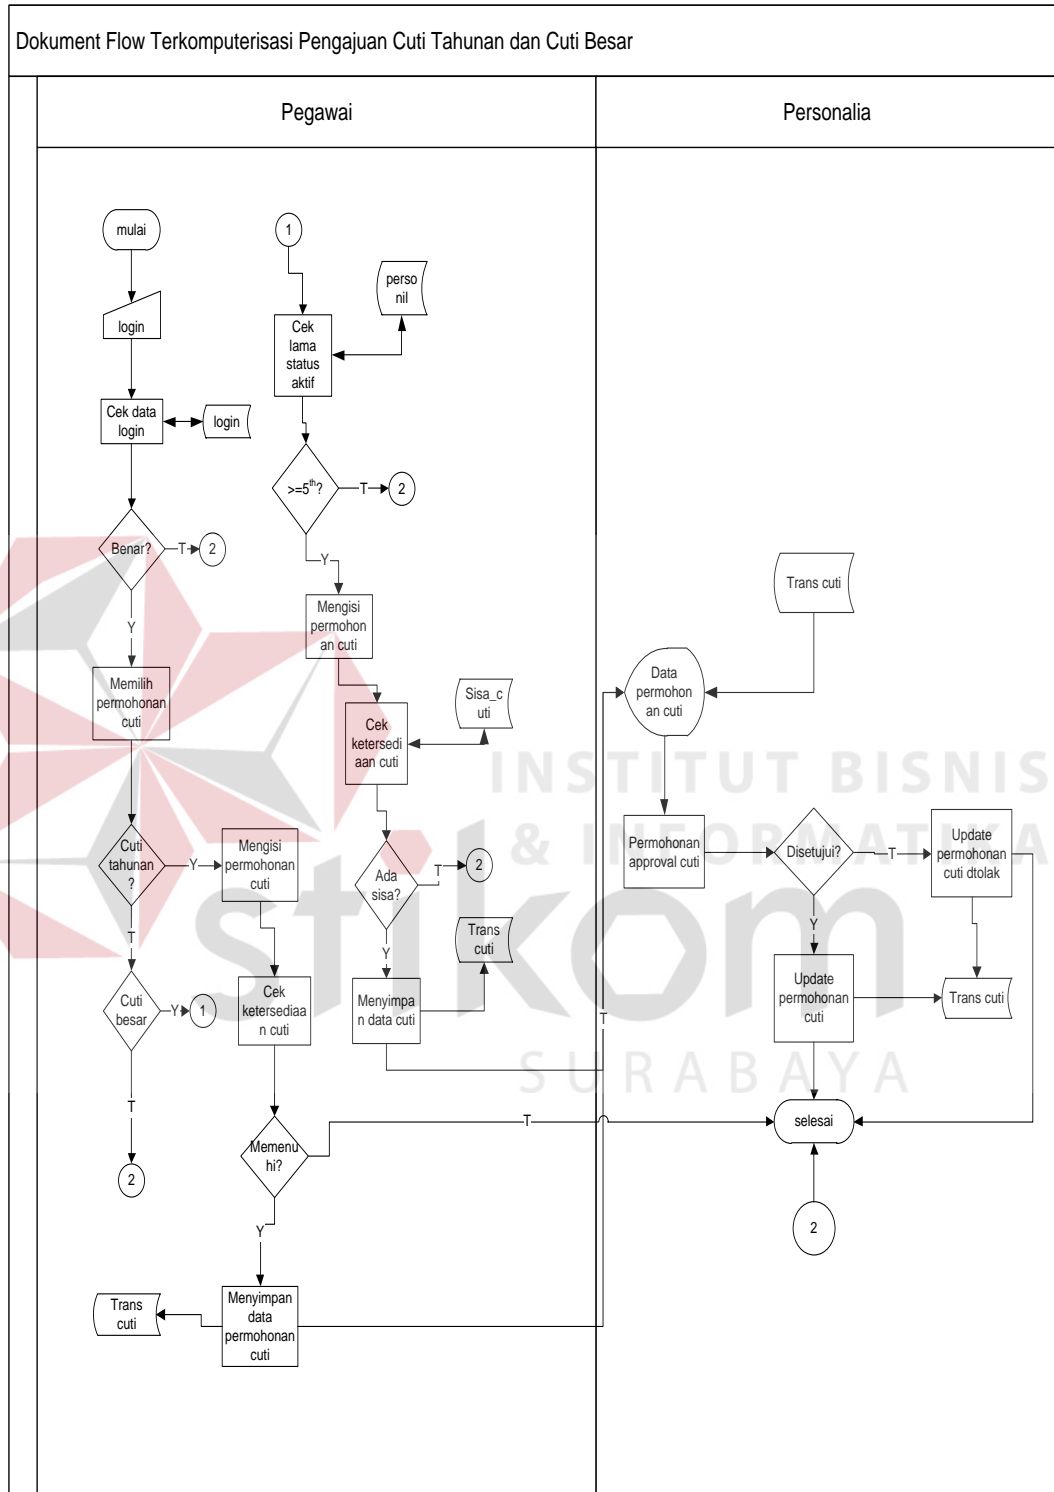 Dokument Flow Terkomputerisasi Pengajuan Cuti Tahunan dan Cuti Besar
Pegawai
Personalia
mulai
login
Cek data
login
login
Benar?
T
2
Y
Memilih
permohonan
cuti
Cuti
tahunan
?
Y
Mengisi
permohonan
cuti
T
Cuti
besar
Y
1
T
2
Cek
ketersediaa
n cuti
Memenu
hi?
T
Y
Menyimpan
data
permohonan
cuti
Trans
cuti
1
perso
nil
Cek
lama
status
aktif
>=5th?
T
2
Y
Mengisi
permohon
an cuti
Sisa_c
uti
Cek
ketersedi
aan cuti
Ada
sisa?
T
2
Y
Trans
cuti
Menyimpa
n data cuti
T
Trans cuti
Data
permohon
an cuti
Permohonan
approval cuti
Disetujui?
T
Update
permohonan
cuti dtolak
Y
Update
permohonan
cuti
Trans cuti
selesai
2
INSTITUT BISNIS
& INFORMATIKA
stikom
SURABAYA